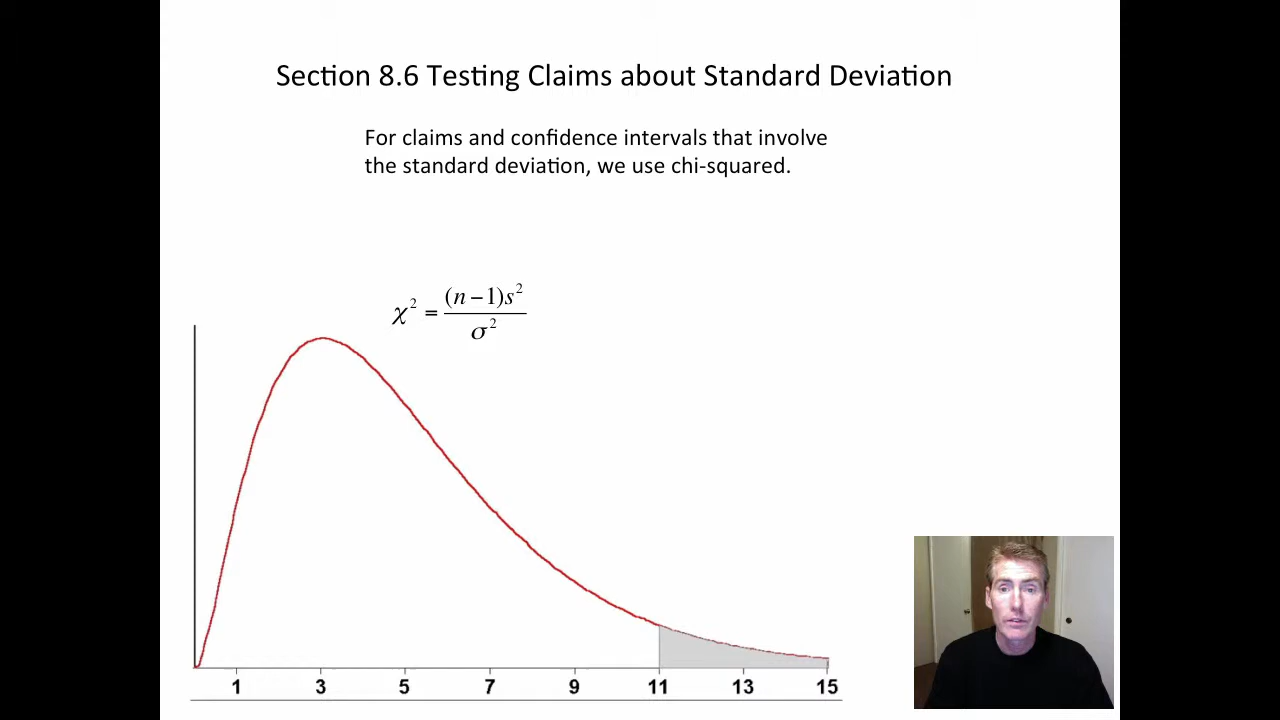 Section 8.6 Testing Claims about Standard Deviation
For claims and confidence intervals that involve
the standard deviation, we use chi-squared.
χ² = (n − 1)s² / σ²
1 3 5 7 9 11 13 15